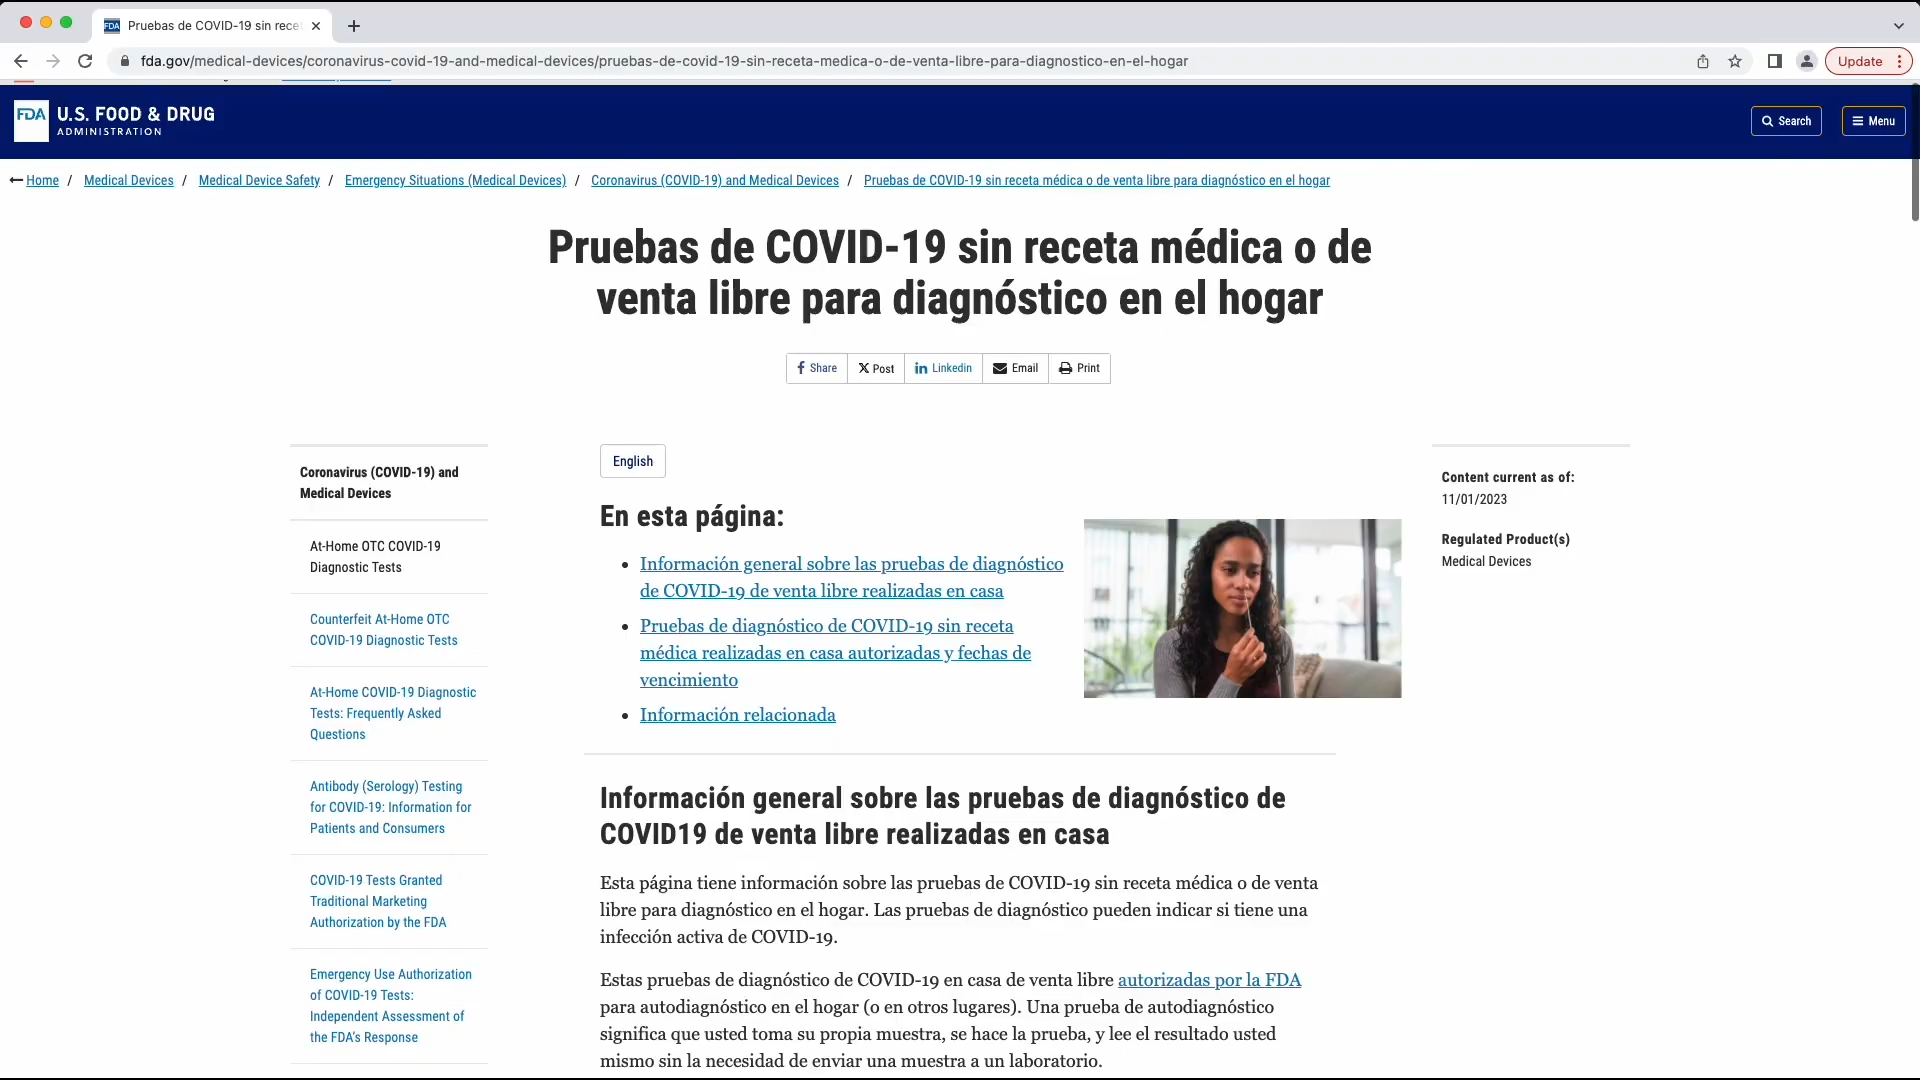 Pruebas de COVID-19 sin rece
fda.gov/medical-devices/coronavirus-covid-19-and-medical-devices/pruebas-de-covid-19-sin-receta-medica-o-de-venta-libre-para-diagnostico-en-el-hogar
Update
FDA U.S. FOOD & DRUG
ADMINISTRATION
Search
Menu
Home / Medical Devices / Medical Device Safety / Emergency Situations (Medical Devices) / Coronavirus (COVID-19) and Medical Devices / Pruebas de COVID-19 sin receta médica o de venta libre para diagnóstico en el hogar
Pruebas de COVID-19 sin receta médica o de
venta libre para diagnóstico en el hogar
Share
Post
Linkedin
Email
Print
Coronavirus (COVID-19) and
Medical Devices
At-Home OTC COVID-19
Diagnostic Tests
Counterfeit At-Home OTC
COVID-19 Diagnostic Tests
At-Home COVID-19 Diagnostic
Tests: Frequently Asked
Questions
Antibody (Serology) Testing
for COVID-19: Information for
Patients and Consumers
COVID-19 Tests Granted
Traditional Marketing
Authorization by the FDA
Emergency Use Authorization
of COVID-19 Tests:
Independent Assessment of
the FDA's Response
English
En esta página:
Información general sobre las pruebas de diagnóstico
de COVID-19 de venta libre realizadas en casa
Pruebas de diagnóstico de COVID-19 sin receta
médica realizadas en casa autorizadas y fechas de
vencimiento
Información relacionada
Información general sobre las pruebas de diagnóstico de
COVID19 de venta libre realizadas en casa
Esta página tiene información sobre las pruebas de COVID-19 sin receta médica o de venta
libre para diagnóstico en el hogar. Las pruebas de diagnóstico pueden indicar si tiene una
infección activa de COVID-19.
Estas pruebas de diagnóstico de COVID-19 en casa de venta libre autorizadas por la FDA
para autodiagnóstico en el hogar (o en otros lugares). Una prueba de autodiagnóstico
significa que usted toma su propia muestra, se hace la prueba, y lee el resultado usted
mismo sin la necesidad de enviar una muestra a un laboratorio.
Content current as of:
11/01/2023
Regulated Product(s)
Medical Devices